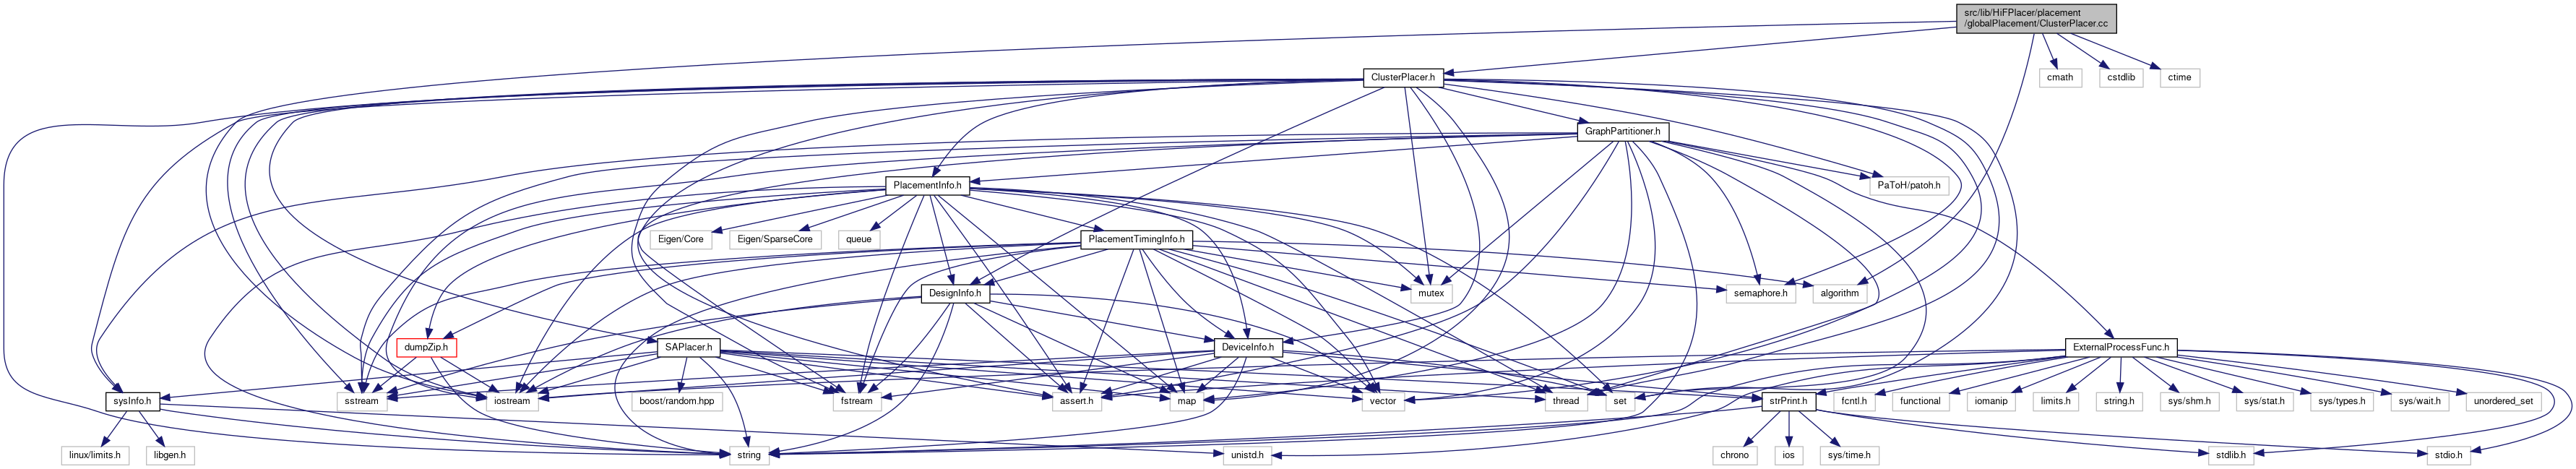 src/lib/HiFPlacer/placement
/globalPlacement/ClusterPlacer.cc
ClusterPlacer.h
cmath
cstdlib
ctime
GraphPartitioner.h
PlacementInfo.h
PaToH/patoh.h
Eigen/Core
Eigen/SparseCore
queue
PlacementTimingInfo.h
DesignInfo.h
mutex
semaphore.h
algorithm
dumpZip.h
SAPlacer.h
DeviceInfo.h
ExternalProcessFunc.h
sysInfo.h
sstream
iostream
boost/random.hpp
fstream
assert.h
map
vector
thread
set
strPrint.h
fcntl.h
functional
iomanip
limits.h
string.h
sys/shm.h
sys/stat.h
sys/types.h
sys/wait.h
unordered_set
linux/limits.h
libgen.h
string
unistd.h
chrono
ios
sys/time.h
stdlib.h
stdio.h